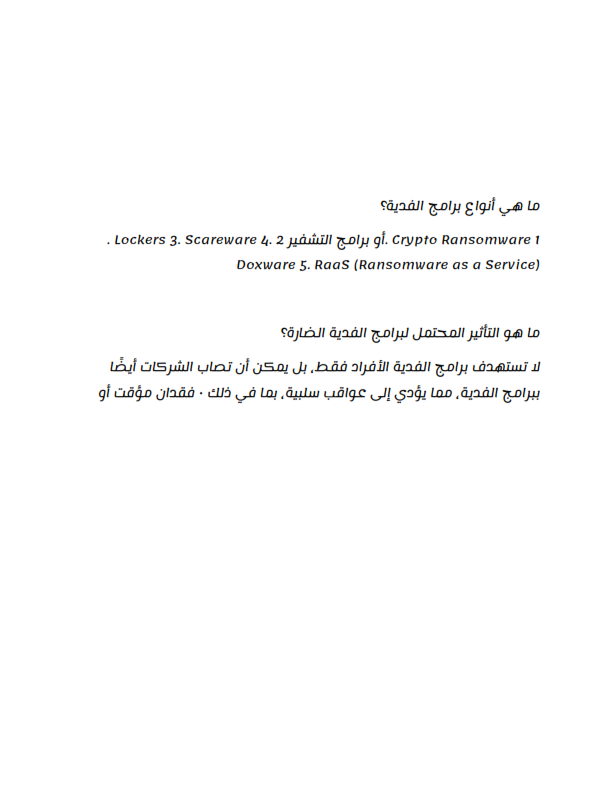 ما هي أنواع برامج الفدية؟
1 Crypto Ransomware .أو برامج التشفير 2 .Lockers 3. Scareware 4 .
Doxware 5. RaaS (Ransomware as a Service)
ما هو التأثير المحتمل لبرامج الفدية الضارة؟
لا تستهدف برامج الفدية الأفراد فقط، بل يمكن أن تصاب الشركات أيضًا
ببرامج الفدية، مما يؤدي إلى عواقب سلبية، بما في ذلك · فقدان مؤقت أو